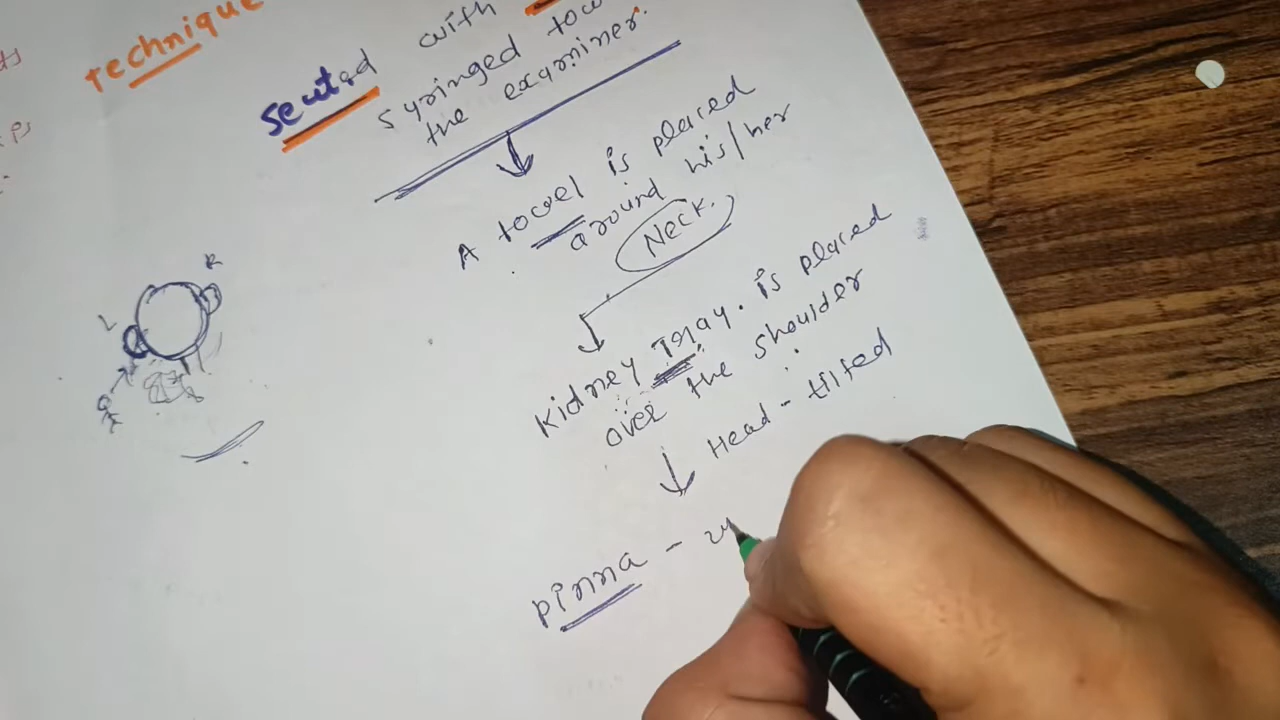 technique
seated with
syringed tow
the examiner.
A towel is placed
around his/her
Neck.
Kidney Tray. is placed
over the shoulder
Head - tilted
pinna - 
R
L